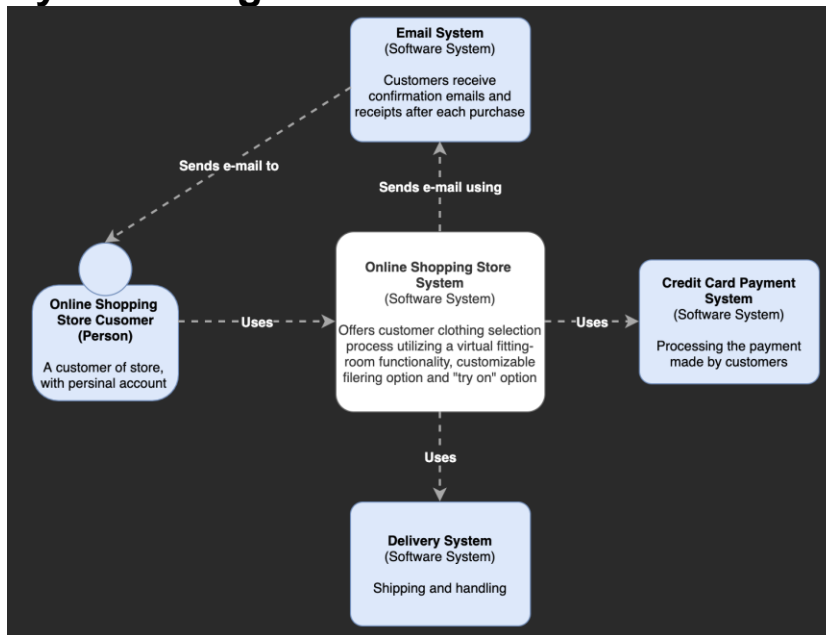 Email System
(Software System)
Customers receive
confirmation emails and
receipts after each purchase
Sends e-mail to
Sends e-mail using
Online Shopping
Store Cusomer
(Person)
A customer of store,
with persinal account
Uses
Online Shopping Store
System
(Software System)
Offers customer clothing selection
process utilizing a virtual fitting-
room functionality, customizable
filering option and "try on" option
Uses
Credit Card Payment
System
(Software System)
Processing the payment
made by customers
Uses
Delivery System
(Software System)
Shipping and handling